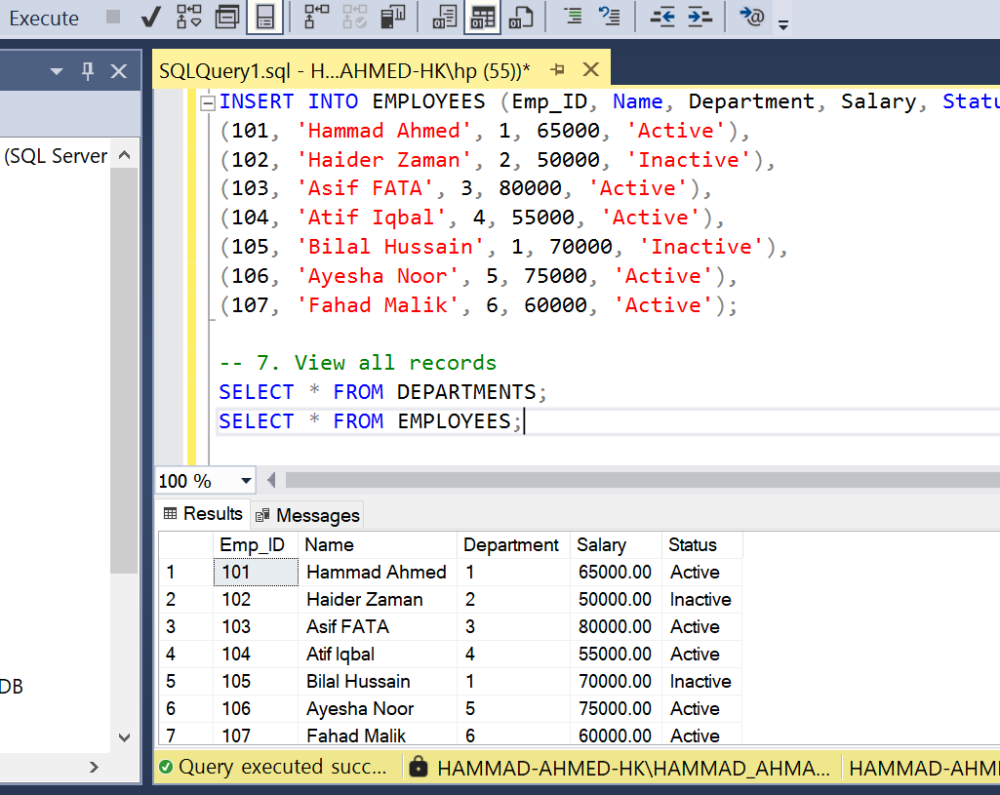 Execute
SQLQuery1.sql - H...AHMED-HK\hp (55))*
(SQL Server
DB
INSERT INTO EMPLOYEES (Emp_ID, Name, Department, Salary, Statu
(101, 'Hammad Ahmed', 1, 65000, 'Active'),
(102, 'Haider Zaman', 2, 50000, 'Inactive'),
(103, 'Asif FATA', 3, 80000, 'Active'),
(104, 'Atif Iqbal', 4, 55000, 'Active'),
(105, 'Bilal Hussain', 1, 70000, 'Inactive'),
(106, 'Ayesha Noor', 5, 75000, 'Active'),
(107, 'Fahad Malik', 6, 60000, 'Active');
-- 7. View all records
SELECT * FROM DEPARTMENTS;
SELECT * FROM EMPLOYEES;
100 %
Results Messages
Emp_ID Name Department Salary Status
1 101 Hammad Ahmed 1 65000.00 Active
2 102 Haider Zaman 2 50000.00 Inactive
3 103 Asif FATA 3 80000.00 Active
4 104 Atif Iqbal 4 55000.00 Active
5 105 Bilal Hussain 1 70000.00 Inactive
6 106 Ayesha Noor 5 75000.00 Active
7 107 Fahad Malik 6 60000.00 Active
Query executed succ... HAMMAD-AHMED-HK\HAMMAD_AHMA... HAMMAD-AHM